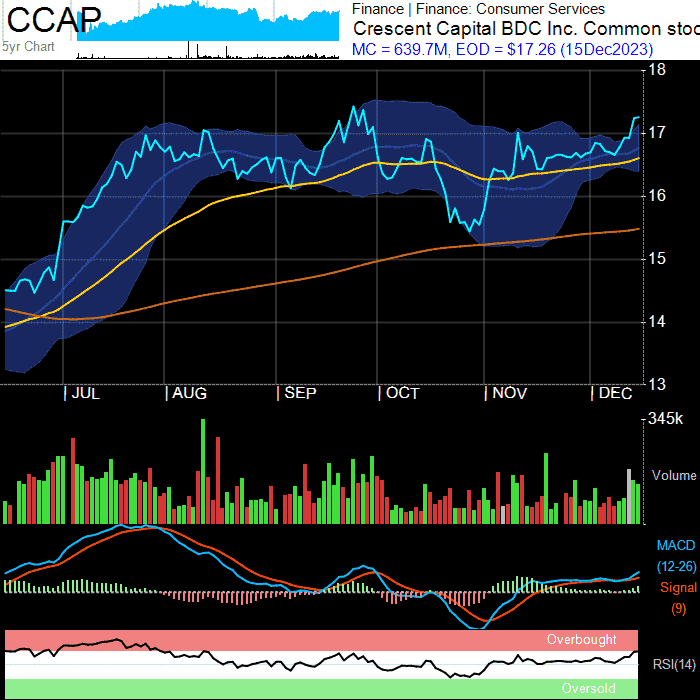 CCAP
5yr Chart
Finance | Finance: Consumer Services
Crescent Capital BDC Inc. Common stoc
MC = 639.7M, EOD = $17.26 (15Dec2023)
18
17
16
15
14
13
| JUL | AUG | SEP | OCT | NOV | DEC
345k
Volume
MACD
(12-26)
Signal
(9)
Overbought
RSI(14)
Oversold